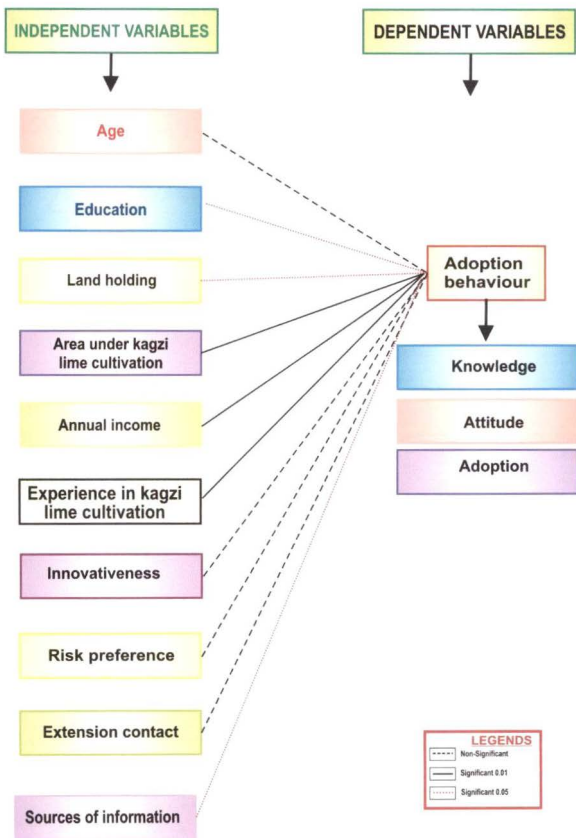 INDEPENDENT VARIABLES
Age
Education
Land holding
Area under kagzi
lime cultivation
Annual income
Experience in kagzi
lime cultivation
Innovativeness
Risk preference
Extension contact
Sources of information
DEPENDENT VARIABLES
Adoption
behaviour
Knowledge
Attitude
Adoption
LEGENDS
Non-Significant
Significant 0.01
Significant 0.05